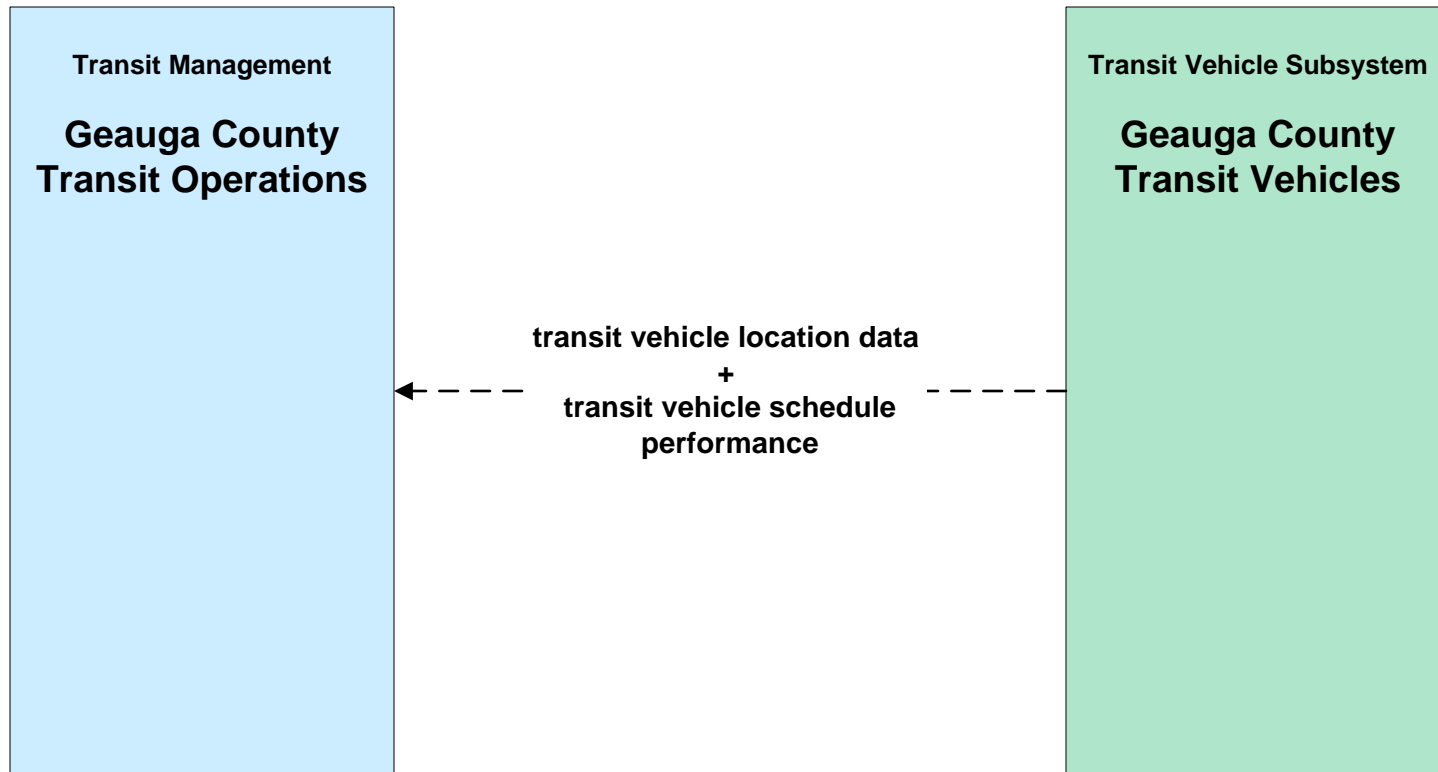 Transit Management
Geauga County
Transit Operations
transit vehicle location data
+
transit vehicle schedule
performance
Transit Vehicle Subsystem
Geauga County
Transit Vehicles